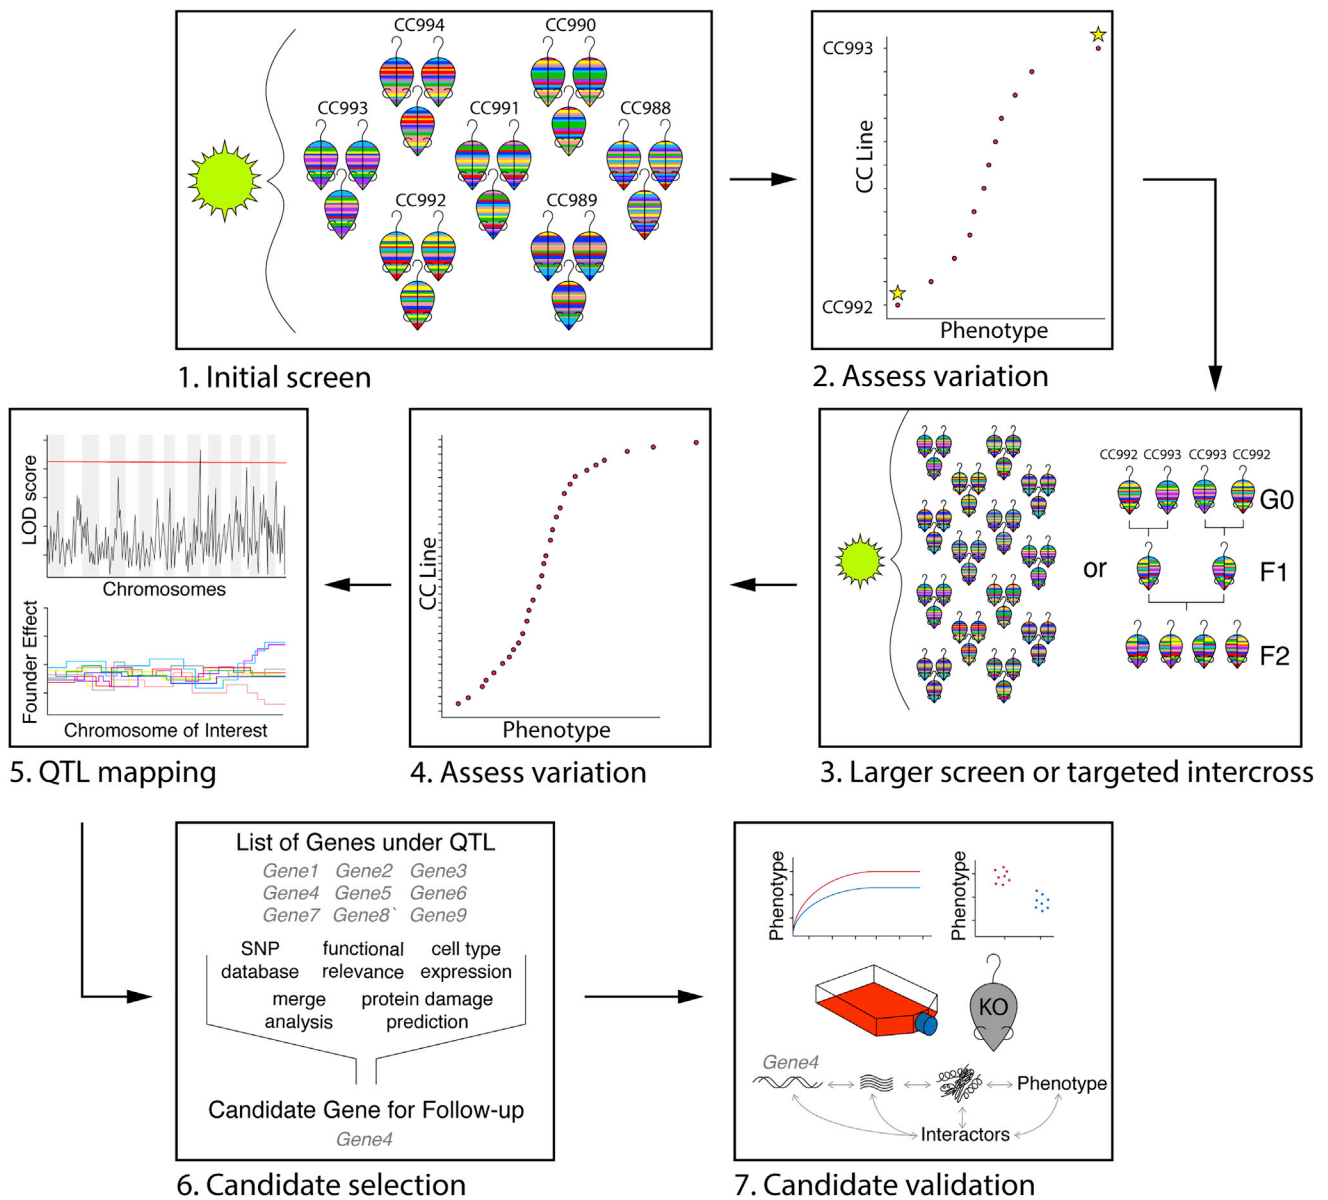 CC994
CC990
CC993
CC991
CC988
CC992
CC989
1. Initial screen
CC993
CC Line
CC992
Phenotype
2. Assess variation
CC992 CC993 CC993 CC992
G0
or
F1
F2
3. Larger screen or targeted intercross
CC Line
Phenotype
4. Assess variation
LOD score
Chromosomes
Founder Effect
Chromosome of Interest
5. QTL mapping
List of Genes under QTL
Gene1 Gene2 Gene3
Gene4 Gene5 Gene6
Gene7 Gene8` Gene9
SNP
database
functional
relevance
cell type
expression
merge
analysis
protein damage
prediction
Candidate Gene for Follow-up
Gene4
6. Candidate selection
Phenotype
Phenotype
KO
Gene4
Phenotype
Interactors
7. Candidate validation